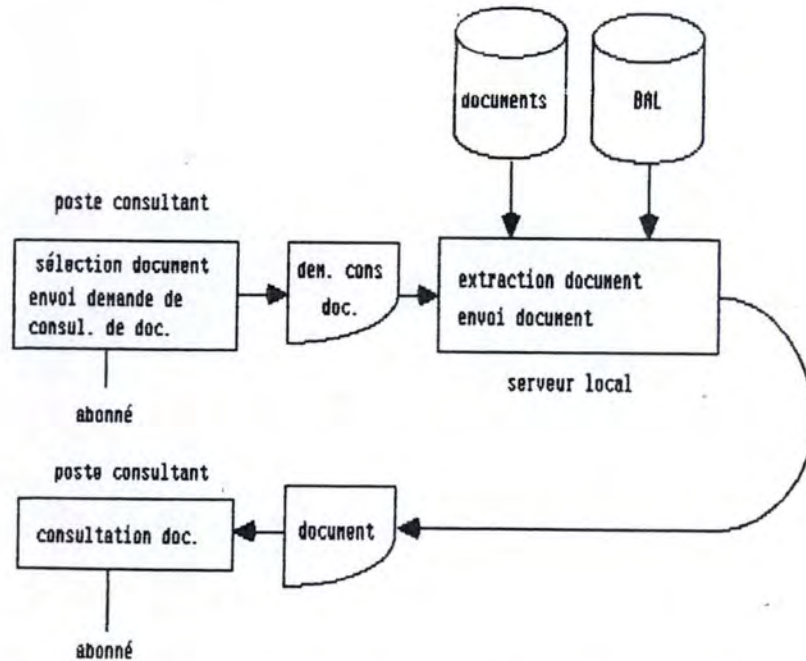 documents
BAL
poste consultant
sélection document
envoi demande de
consul. de doc.
dem. cons
doc.
extraction document
envoi document
serveur local
abonné
poste consultant
consultation doc.
document
abonné